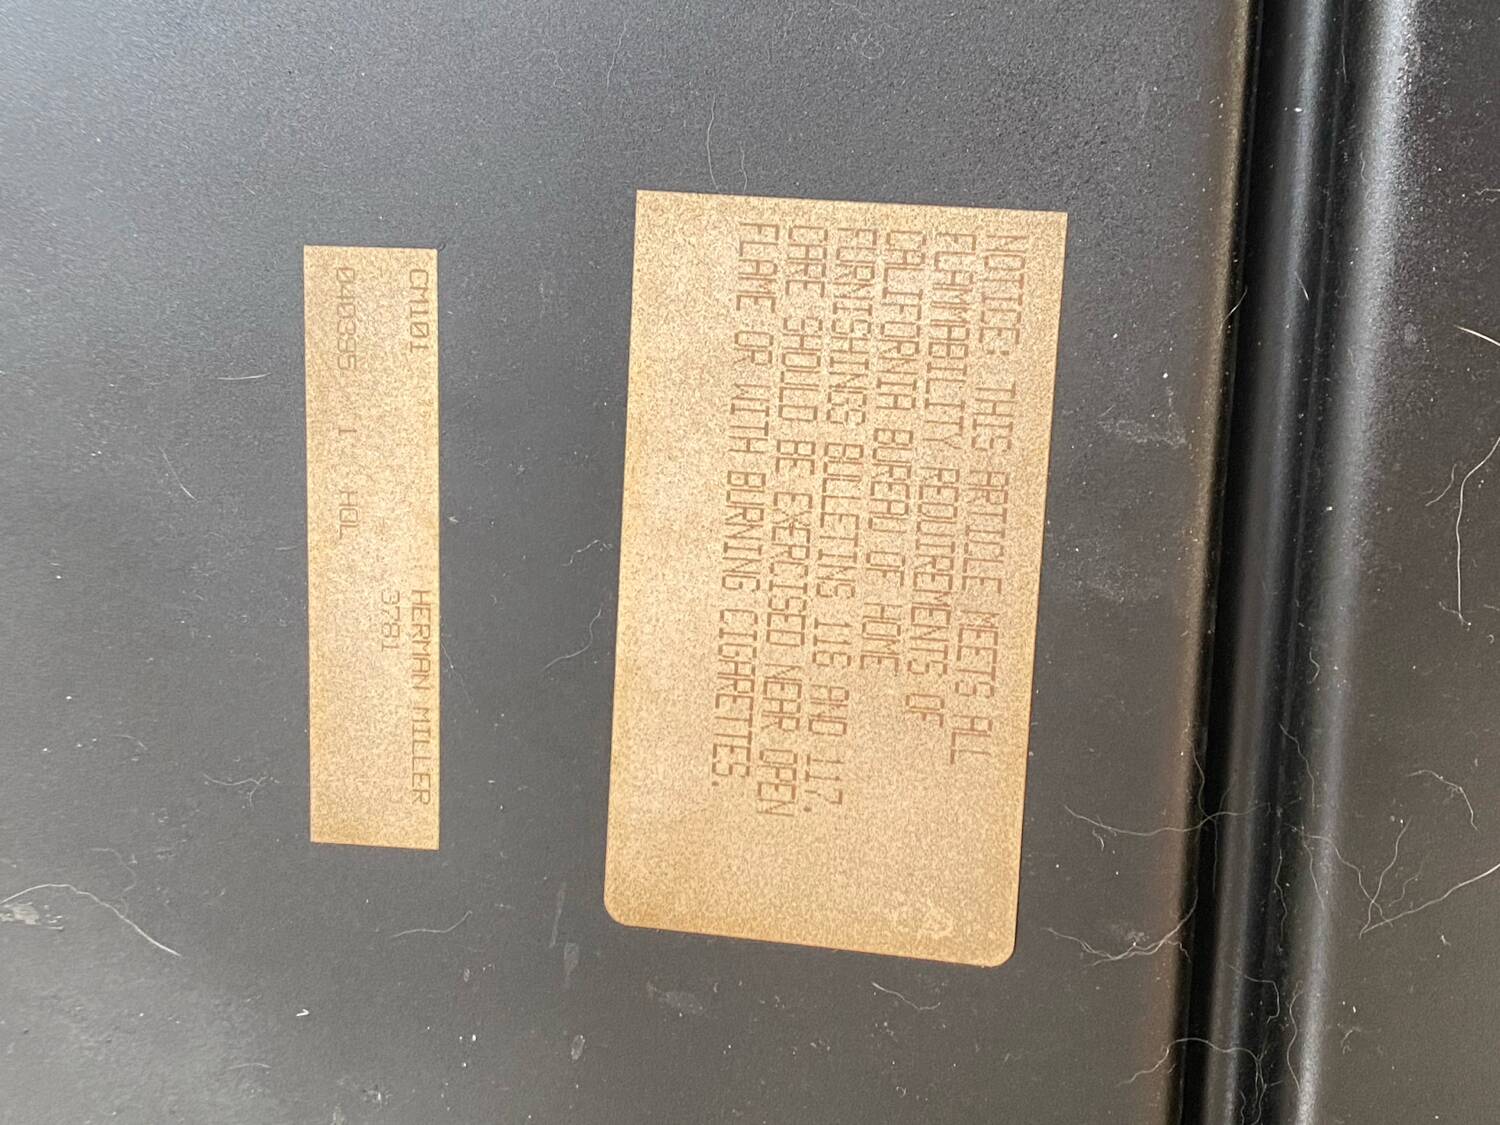 CM101 HERMAN MILLER
3781
040395 1 HOL
NOTICE: THIS ARTICLE MEETS ALL
FLAMMABILITY REQUIREMENTS OF
CALIFORNIA BUREAU OF HOME
FURNISHINGS BULLETINS 116 AND 117.
CARE SHOULD BE EXERCISED NEAR OPEN
FLAME OR WITH BURNING CIGARETTES.